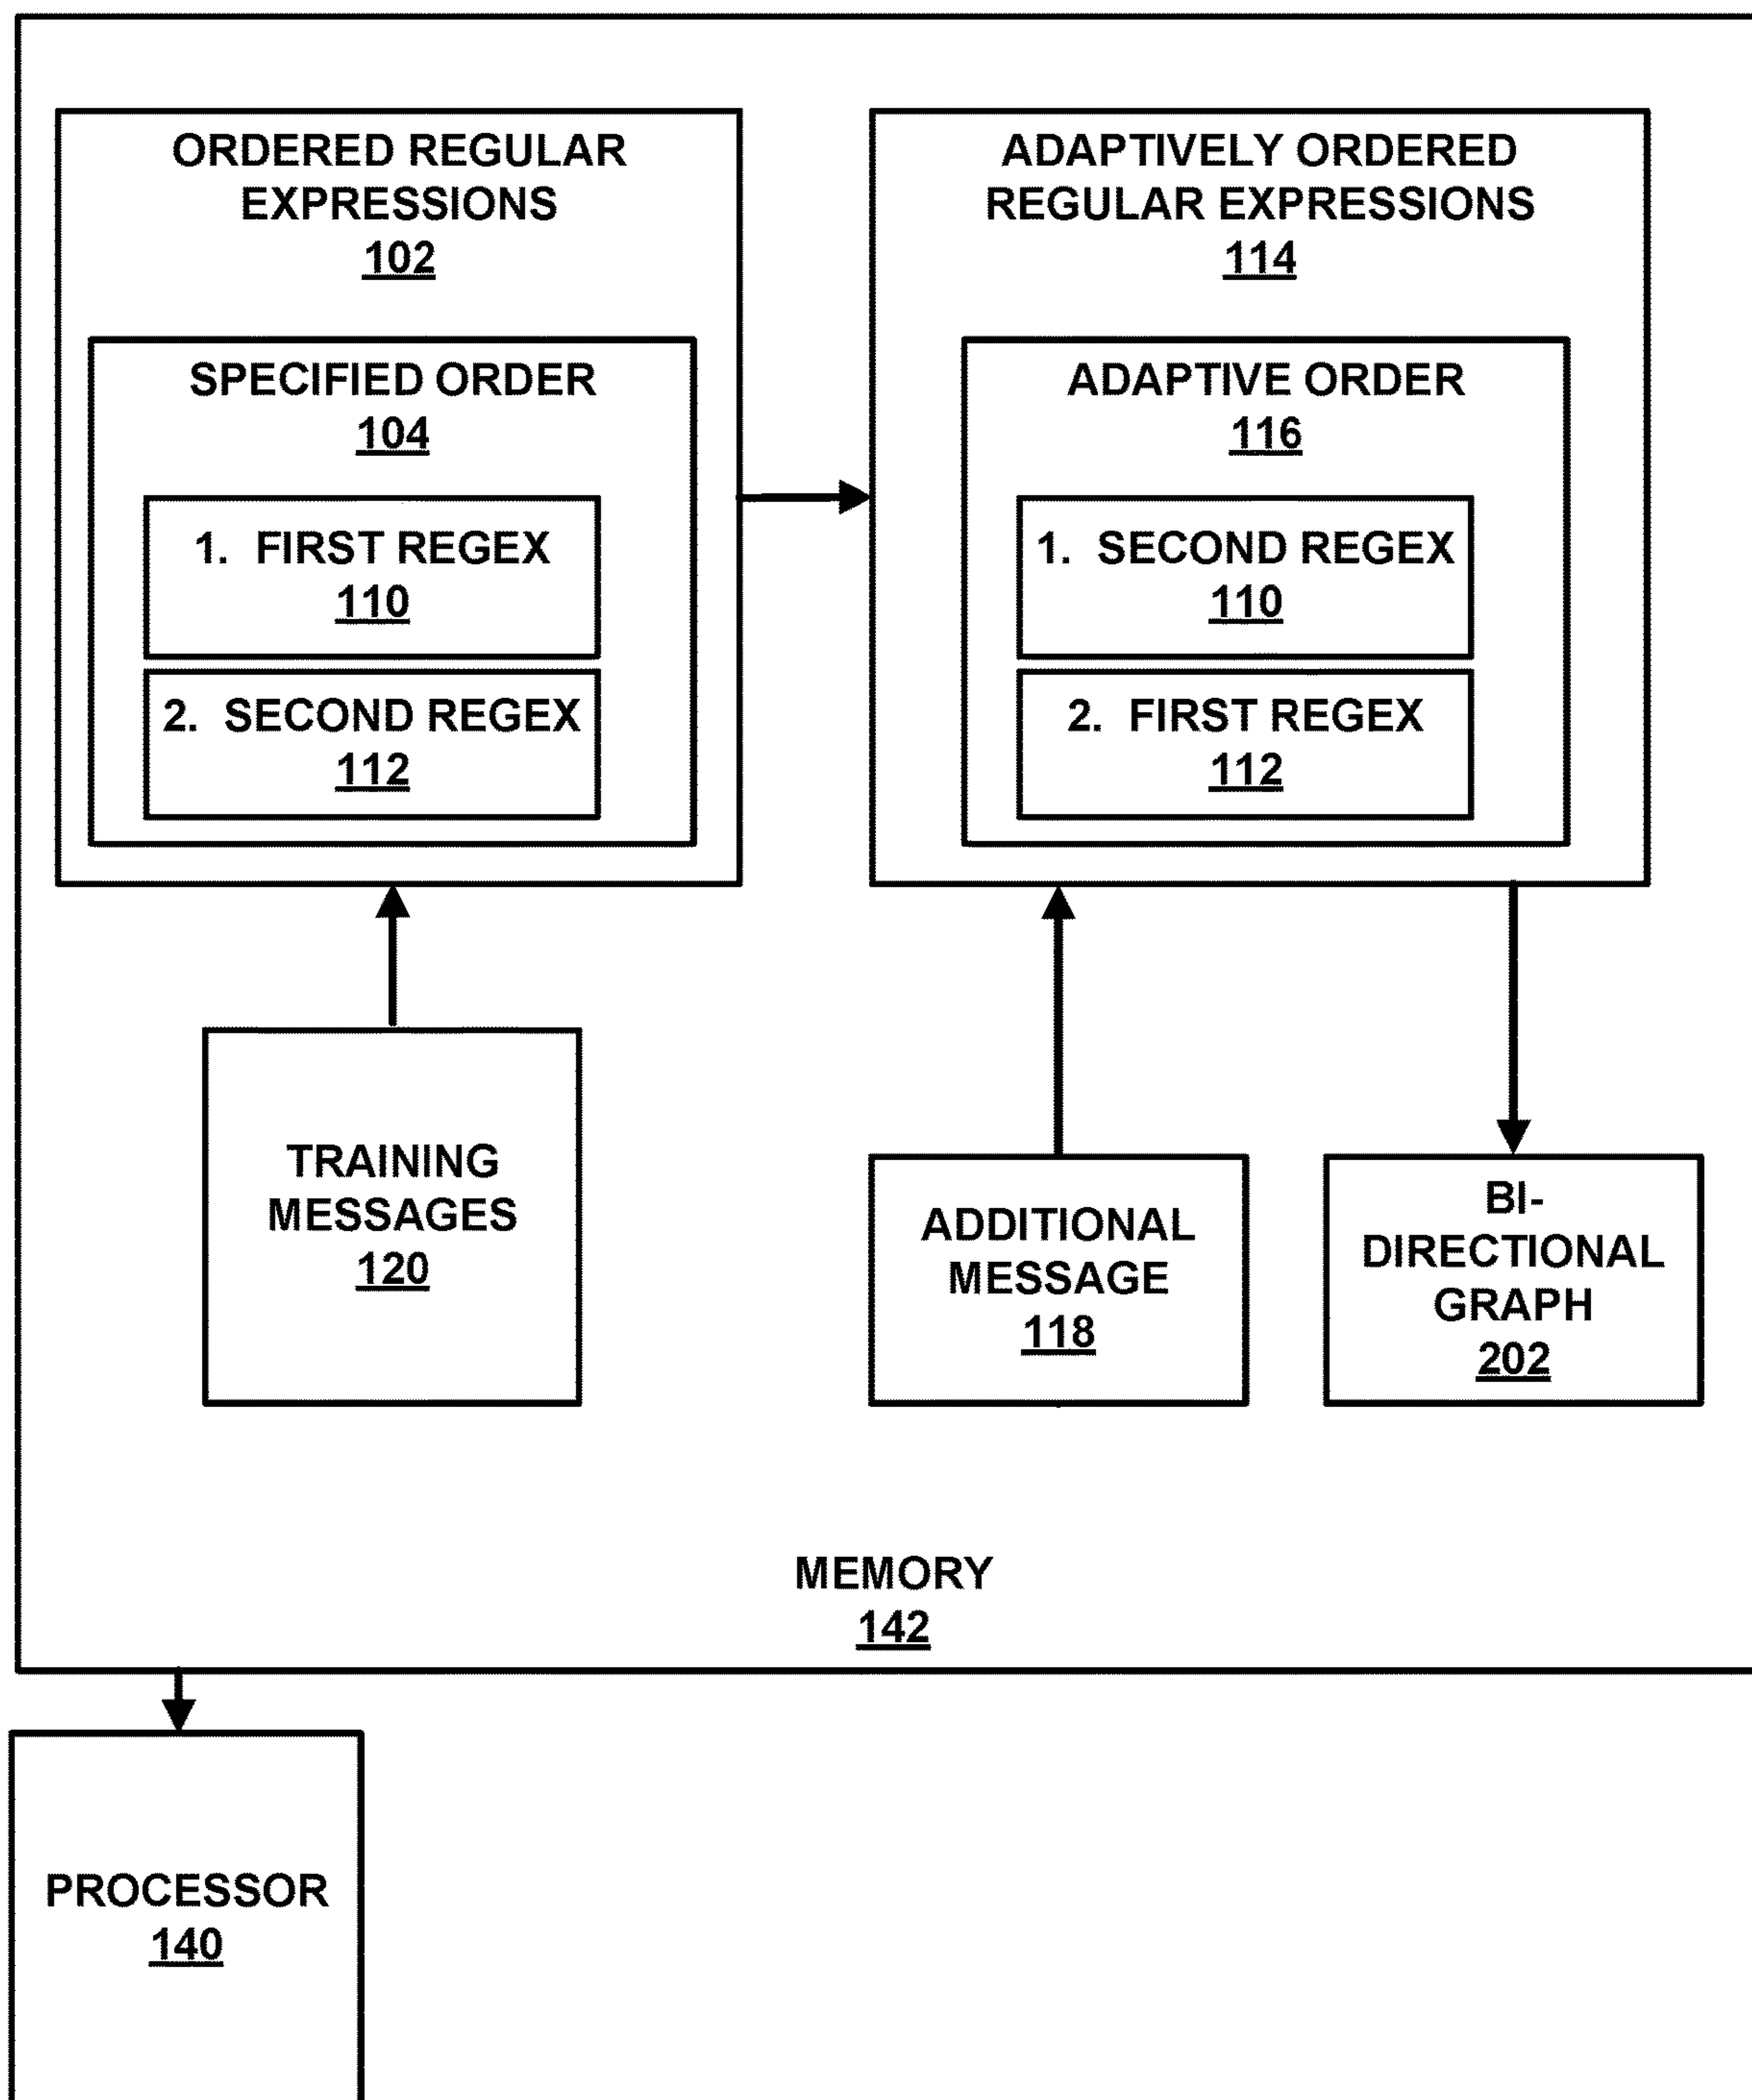 ORDERED REGULAR
EXPRESSIONS
102
SPECIFIED ORDER
104
1. FIRST REGEX
110
2. SECOND REGEX
112
ADAPTIVELY ORDERED
REGULAR EXPRESSIONS
114
ADAPTIVE ORDER
116
1. SECOND REGEX
110
2. FIRST REGEX
112
TRAINING
MESSAGES
120
ADDITIONAL
MESSAGE
118
BI-
DIRECTIONAL
GRAPH
202
MEMORY
142
PROCESSOR
140